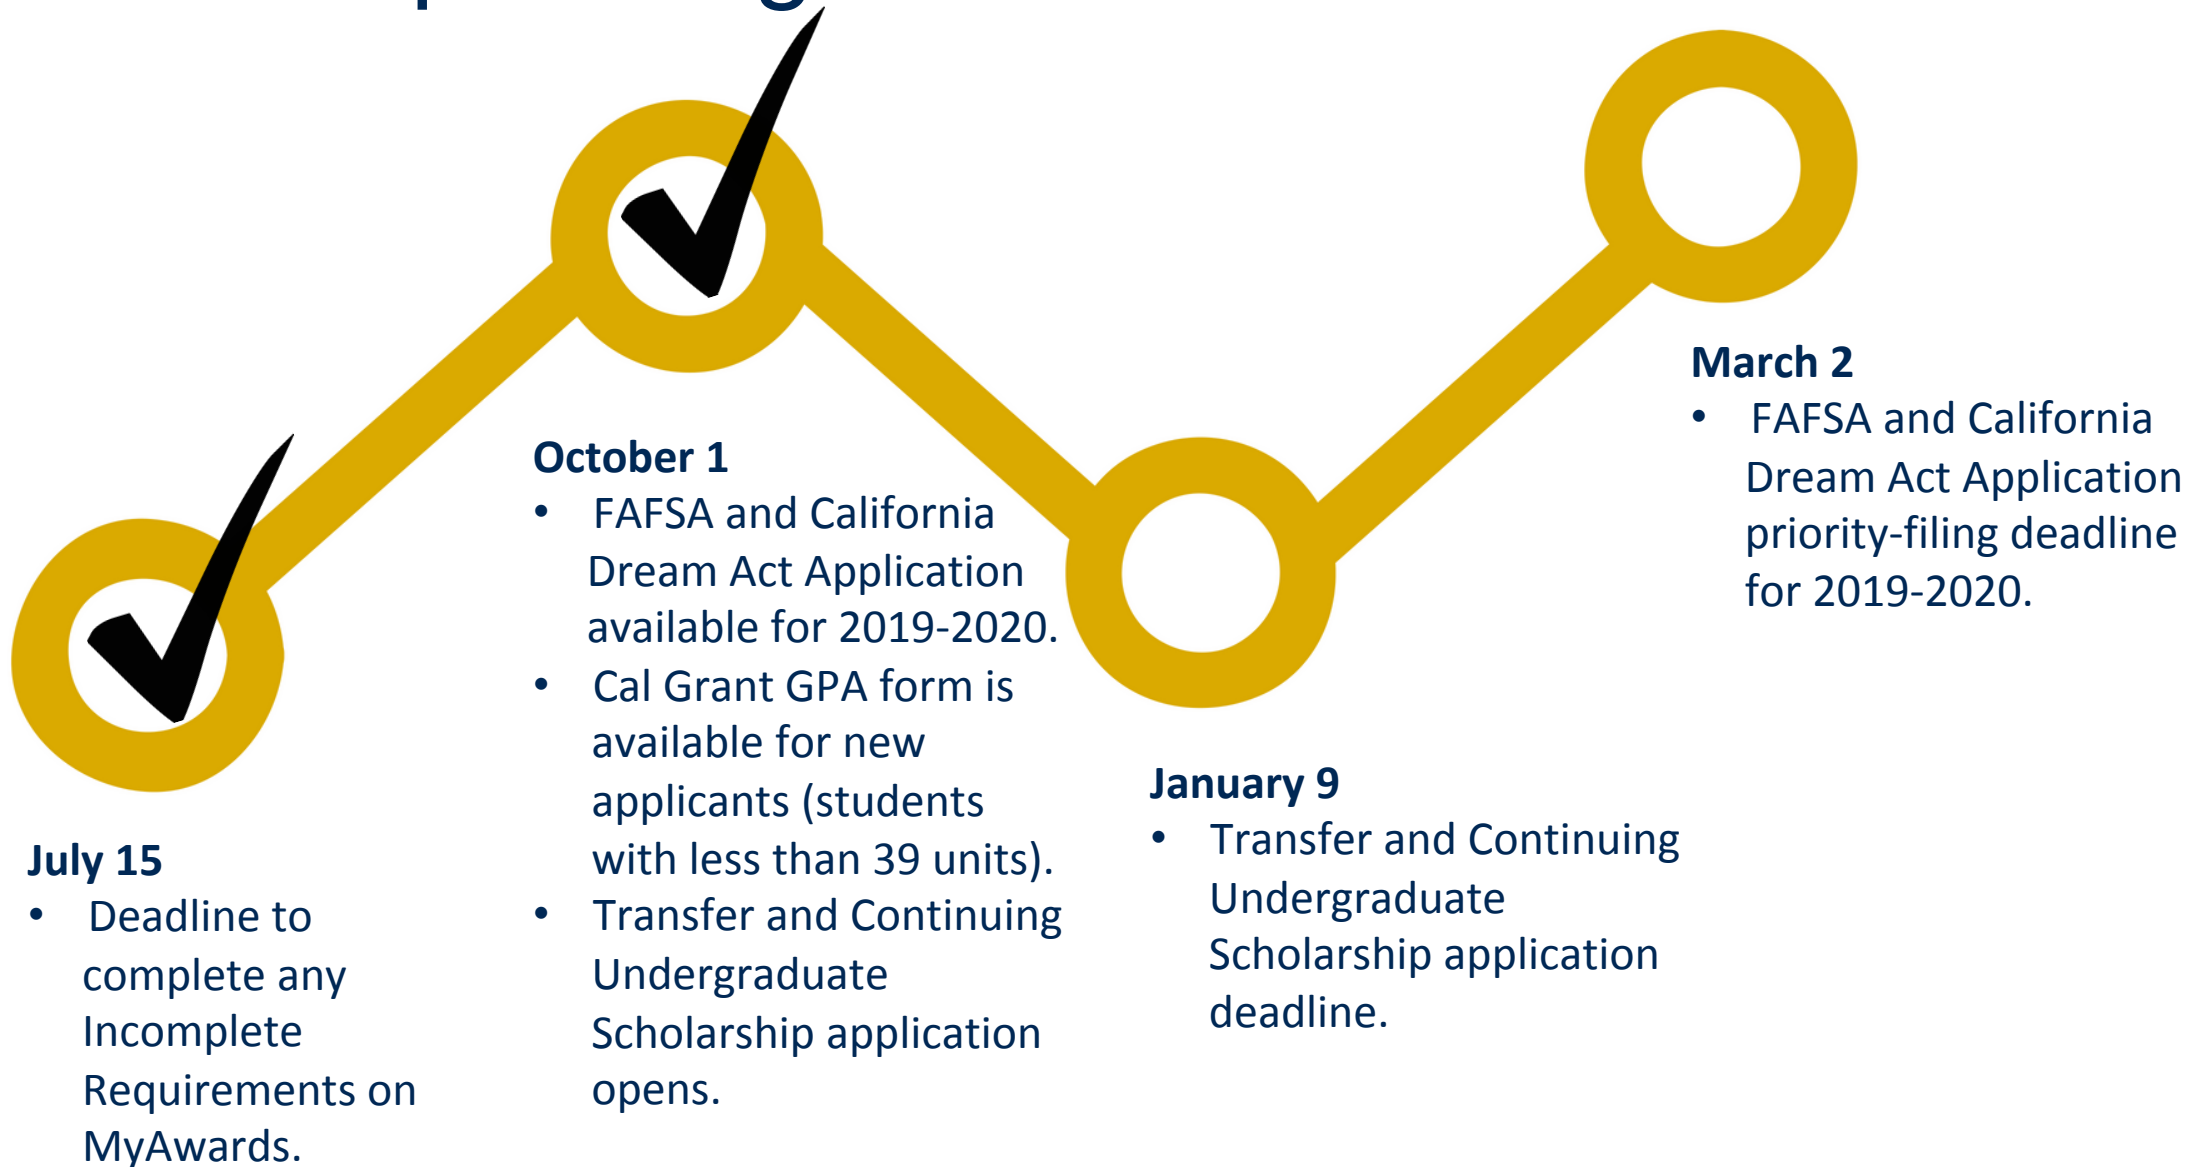 July 15
• Deadline to
complete any
Incomplete
Requirements on
MyAwards.
October 1
• FAFSA and California
Dream Act Application
available for 2019-2020.
• Cal Grant GPA form is
available for new
applicants (students
with less than 39 units).
• Transfer and Continuing
Undergraduate
Scholarship application
opens.
January 9
• Transfer and Continuing
Undergraduate
Scholarship application
deadline.
March 2
• FAFSA and California
Dream Act Application
priority-filing deadline
for 2019-2020.